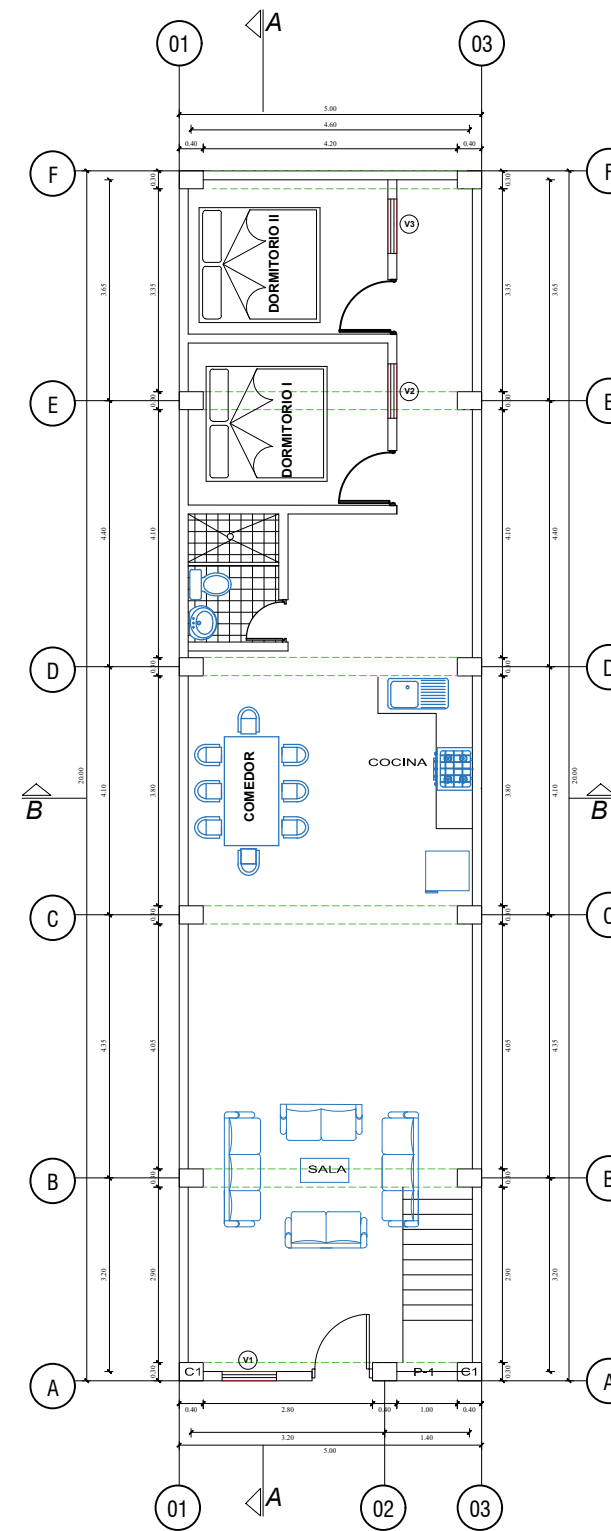 A
01
03
5.00
4.60
0.40 4.20 0.40
F
F
0.30
0.30
V3
DORMITORIO II
3.65
3.35
3.35
3.65
V2
E
E
0.30
0.30
DORMITORIO I
4.40
4.10
4.10
4.40
D
D
0.30
0.30
COCINA
COMEDOR
20.00
4.10
3.80
3.80
4.10
20.00
B
B
C
C
0.30
0.30
4.35
4.05
4.05
4.35
SALA
B
B
0.30
0.30
3.20
2.90
2.90
3.20
V1
C1
P-1
C1
A
A
0.30
0.30
0.40 2.80 0.40 1.00 0.40
3.20 1.40
5.00
A
01
02
03